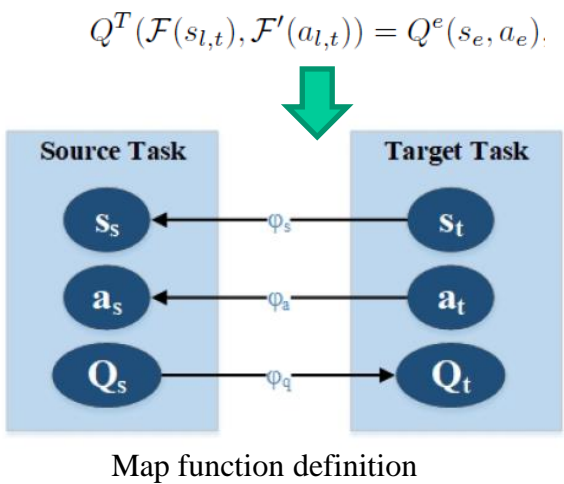 Q^T(F(s_{l,t}), F'(a_{l,t})) = Q^e(s_e, a_e).
Source Task Target Task
s_s φ_s s_t
a_s φ_a a_t
Q_s φ_q Q_t
Map function definition